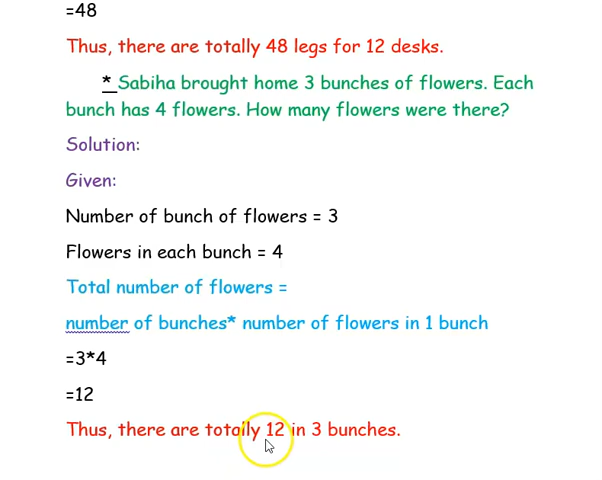 =48
Thus, there are totally 48 legs for 12 desks.
* Sabiha brought home 3 bunches of flowers. Each
bunch has 4 flowers. How many flowers were there?
Solution:
Given:
Number of bunch of flowers = 3
Flowers in each bunch = 4
Total number of flowers =
number of bunches* number of flowers in 1 bunch
=3*4
=12
Thus, there are totally 12 in 3 bunches.